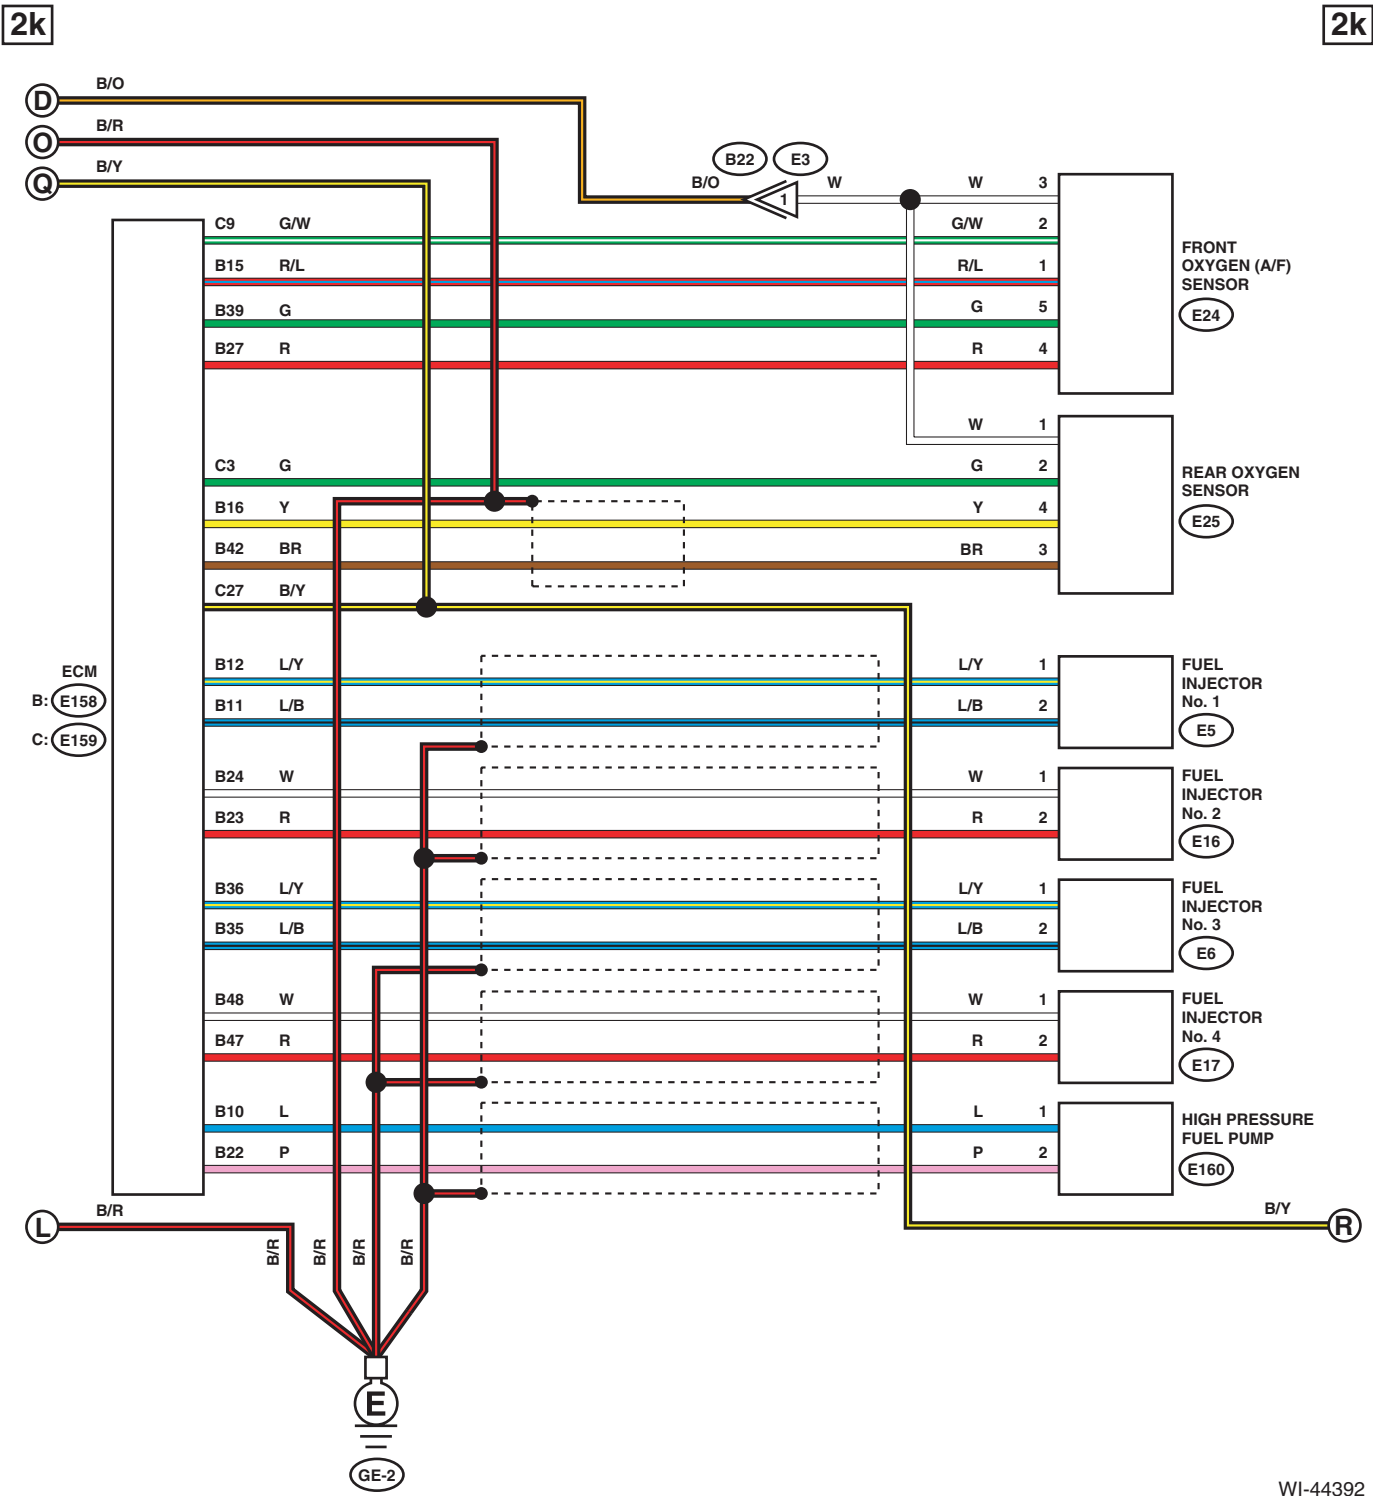 2k 2k
D B/O
O B/R
Q B/Y
B22 E3
B/O 1 W W 3
C9 G/W G/W 2
B15 R/L R/L 1
B39 G G 5
B27 R R 4
FRONT
OXYGEN (A/F)
SENSOR
E24
W 1
C3 G G 2
B16 Y Y 4
B42 BR BR 3
C27 B/Y
REAR OXYGEN
SENSOR
E25
ECM
B: E158
C: E159
B12 L/Y L/Y 1
B11 L/B L/B 2
FUEL
INJECTOR
No. 1
E5
B24 W W 1
B23 R R 2
FUEL
INJECTOR
No. 2
E16
B36 L/Y L/Y 1
B35 L/B L/B 2
FUEL
INJECTOR
No. 3
E6
B48 W W 1
B47 R R 2
FUEL
INJECTOR
No. 4
E17
B10 L L 1
B22 P P 2
HIGH PRESSURE
FUEL PUMP
E160
L B/R
B/Y R
B/R B/R B/R B/R
E
GE-2
WI-44392